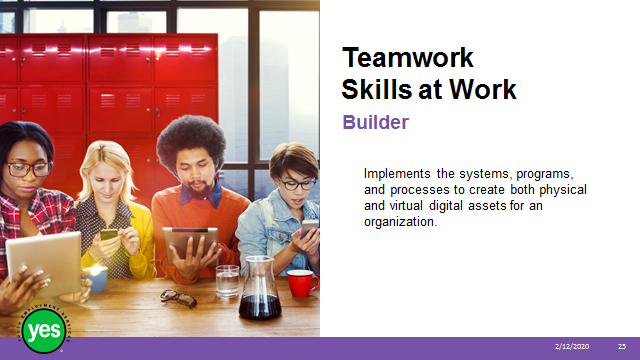 Teamwork
Skills at Work
Builder
Implements the systems, programs,
and processes to create both physical
and virtual digital assets for an
organization.
yes
2/12/2020 25